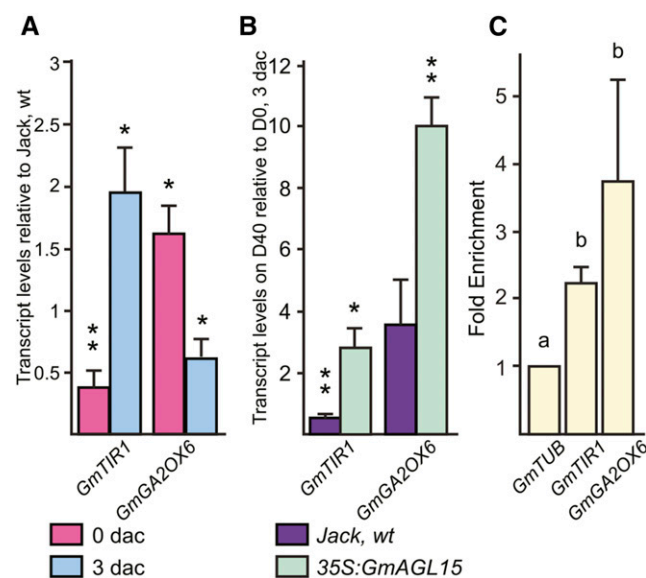 A
B
C
Transcript levels relative to Jack, wt
3
2.5
2
1.5
1
0.5
**
*
*
*
GmTIR1
GmGA2OX6
Transcript levels on D40 relative to D0, 3 dac
12
10
8
6
4
2
**
*
**
GmTIR1
GmGA2OX6
Fold Enrichment
5
4
3
2
1
a
b
b
GmTUB
GmTIR1
GmGA2OX6
0 dac
3 dac
Jack, wt
35S:GmAGL15